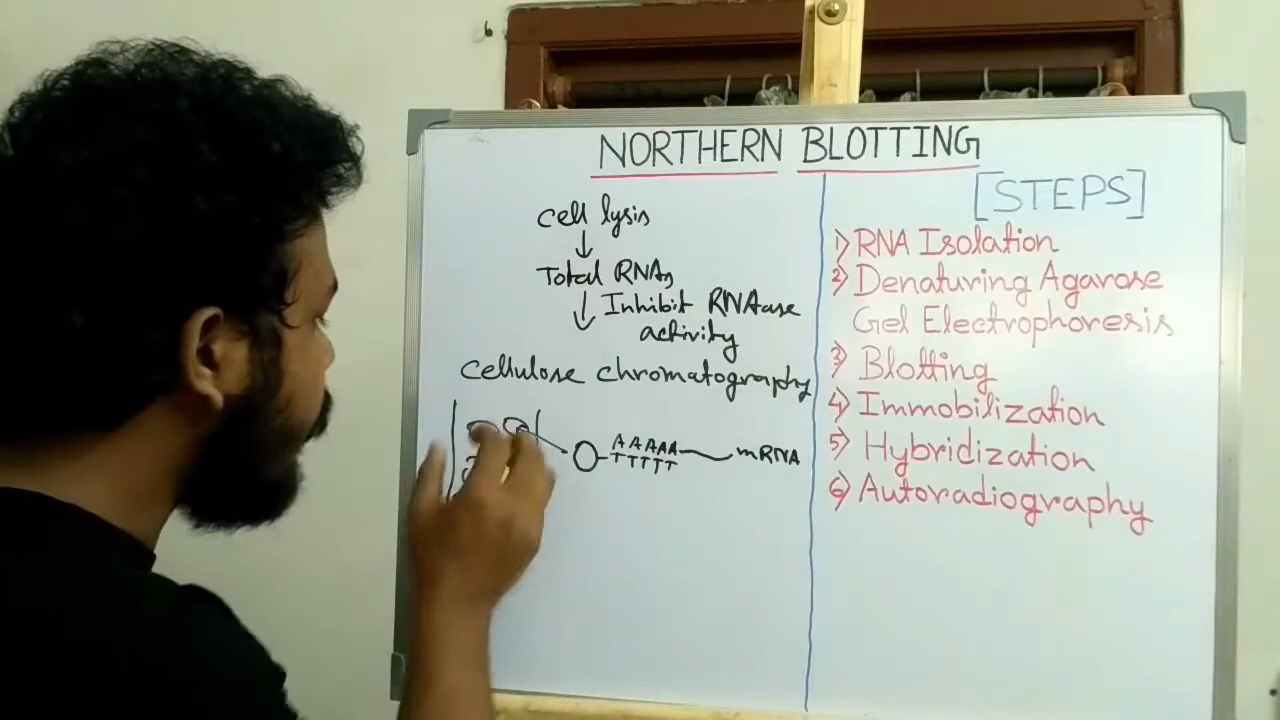 NORTHERN BLOTTING
cell lysis
Total RNAs
Inhibit RNAase
activity
cellulose chromatography
AAAAA
TTTTT
mRNA
[STEPS]
1) RNA Isolation
2) Denaturing Agarose
Gel Electrophoresis
3) Blotting
4) Immobilization
5) Hybridization
6) Autoradiography